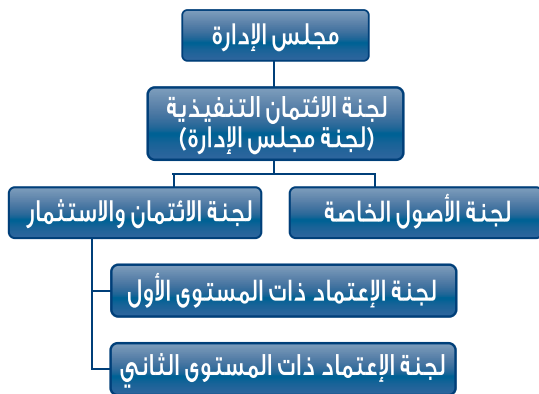 مجلس الإدارة
لجنة الائتمان التنفيذية
(لجنة مجلس الإدارة)
لجنة الأصول الخاصة
لجنة الائتمان والاستثمار
لجنة الإعتماد ذات المستوى الأول
لجنة الإعتماد ذات المستوى الثاني